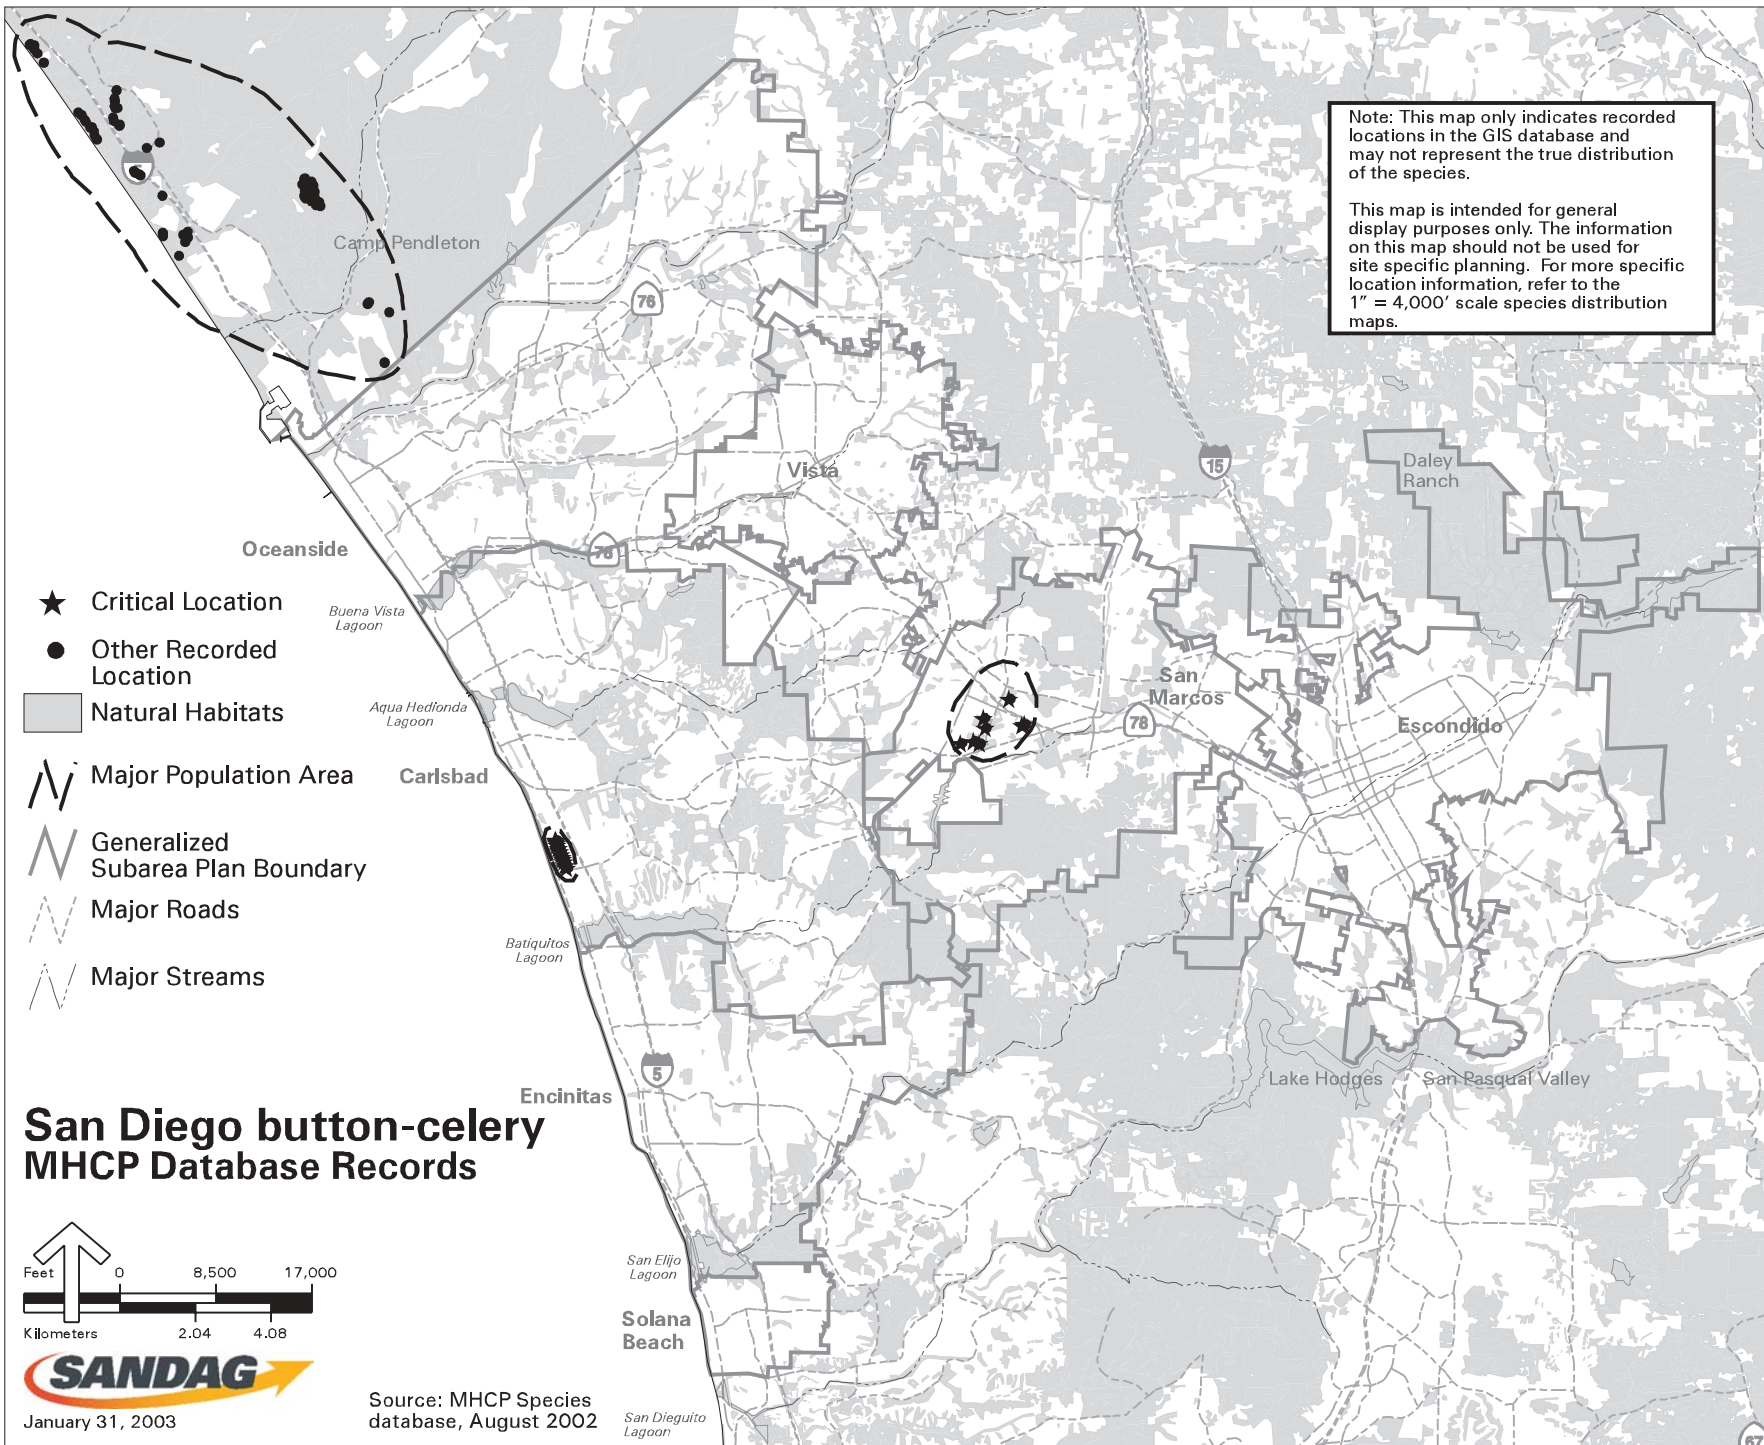 Note: This map only indicates recorded
locations in the GIS database and
may not represent the true distribution
of the species.
This map is intended for general
display purposes only. The information
on this map should not be used for
site specific planning. For more specific
location information, refer to the
1” = 4,000’ scale species distribution
maps.
Camp Pendleton
76
15
Daley
Ranch
Vista
Oceanside
78
Buena Vista
Lagoon
Aqua Hedionda
Lagoon
Carlsbad
San
Marcos
78
Escondido
Batiquitos
Lagoon
5
Encinitas
Lake Hodges
San Pasqual Valley
San Elijo
Lagoon
Solana
Beach
San Dieguito
Lagoon
67
Critical Location
Other Recorded
Location
Natural Habitats
Major Population Area
Generalized
Subarea Plan Boundary
Major Roads
Major Streams
San Diego button-celery
MHCP Database Records
Feet 0 8,500 17,000
Kilometers 2.04 4.08
SANDAG
January 31, 2003
Source: MHCP Species
database, August 2002